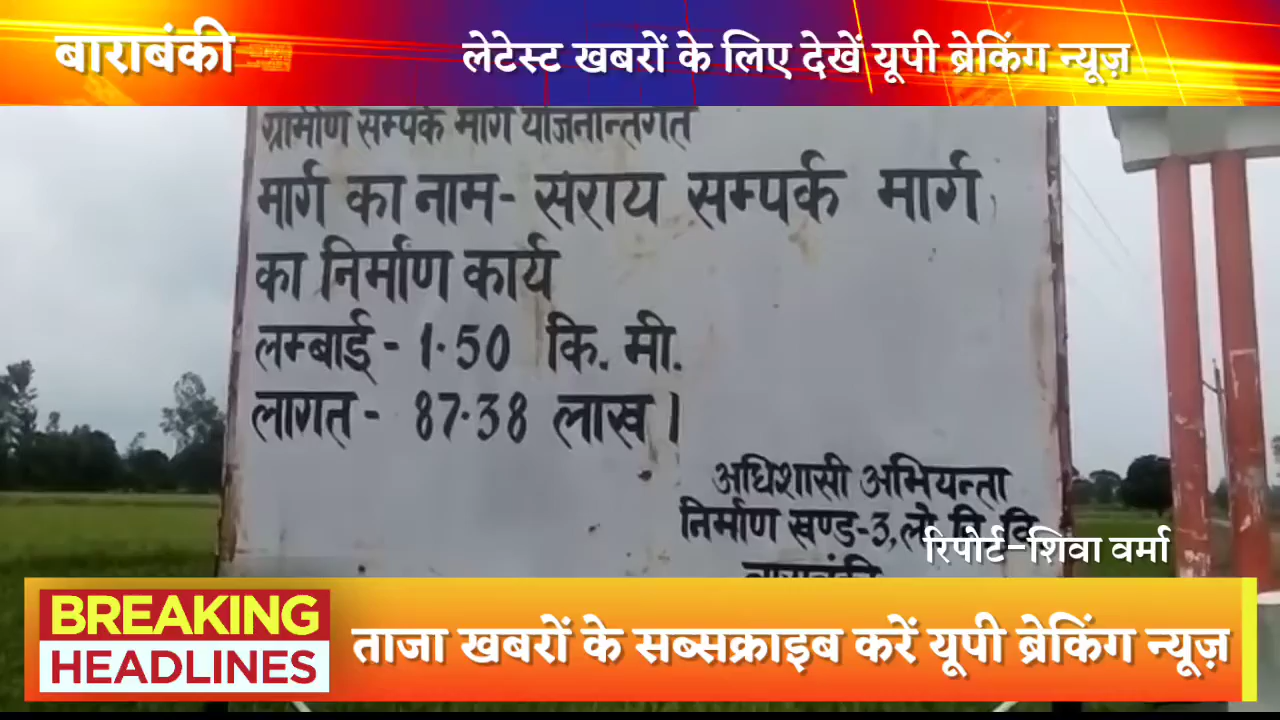 बाराबंकी
लेटेस्ट खबरों के लिए देखें यूपी ब्रेकिंग न्यूज़
ग्रामीण सम्पर्क मार्ग योजनान्तर्गत
मार्ग का नाम- सराय सम्पर्क मार्ग
का निर्माण कार्य
लम्बाई - 1.50 कि. मी.
लागत - 87.38 लाख।
अधिशासी अभियन्ता
निर्माण खण्ड-3, लो.नि.वि.
बाराबंकी
रिपोर्ट-शिवा वर्मा
BREAKING
HEADLINES
ताजा खबरों के सब्सक्राइब करें यूपी ब्रेकिंग न्यूज़